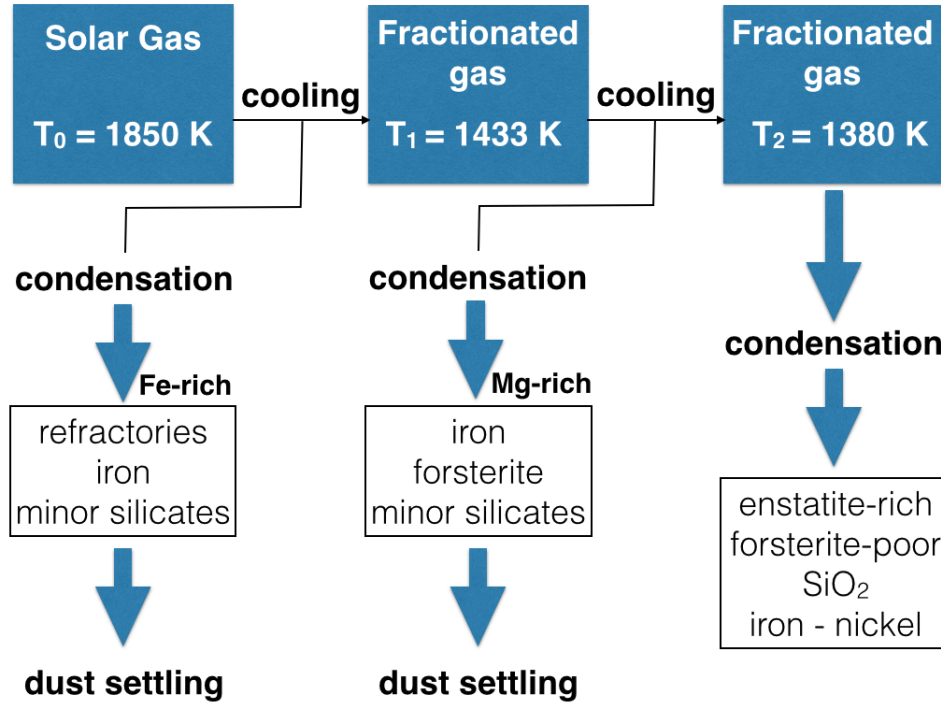 Solar Gas
T₀ = 1850 K
cooling
Fractionated
gas
T₁ = 1433 K
cooling
Fractionated
gas
T₂ = 1380 K
condensation
Fe-rich
refractories
iron
minor silicates
dust settling
condensation
Mg-rich
iron
forsterite
minor silicates
dust settling
condensation
enstatite-rich
forsterite-poor
SiO₂
iron - nickel